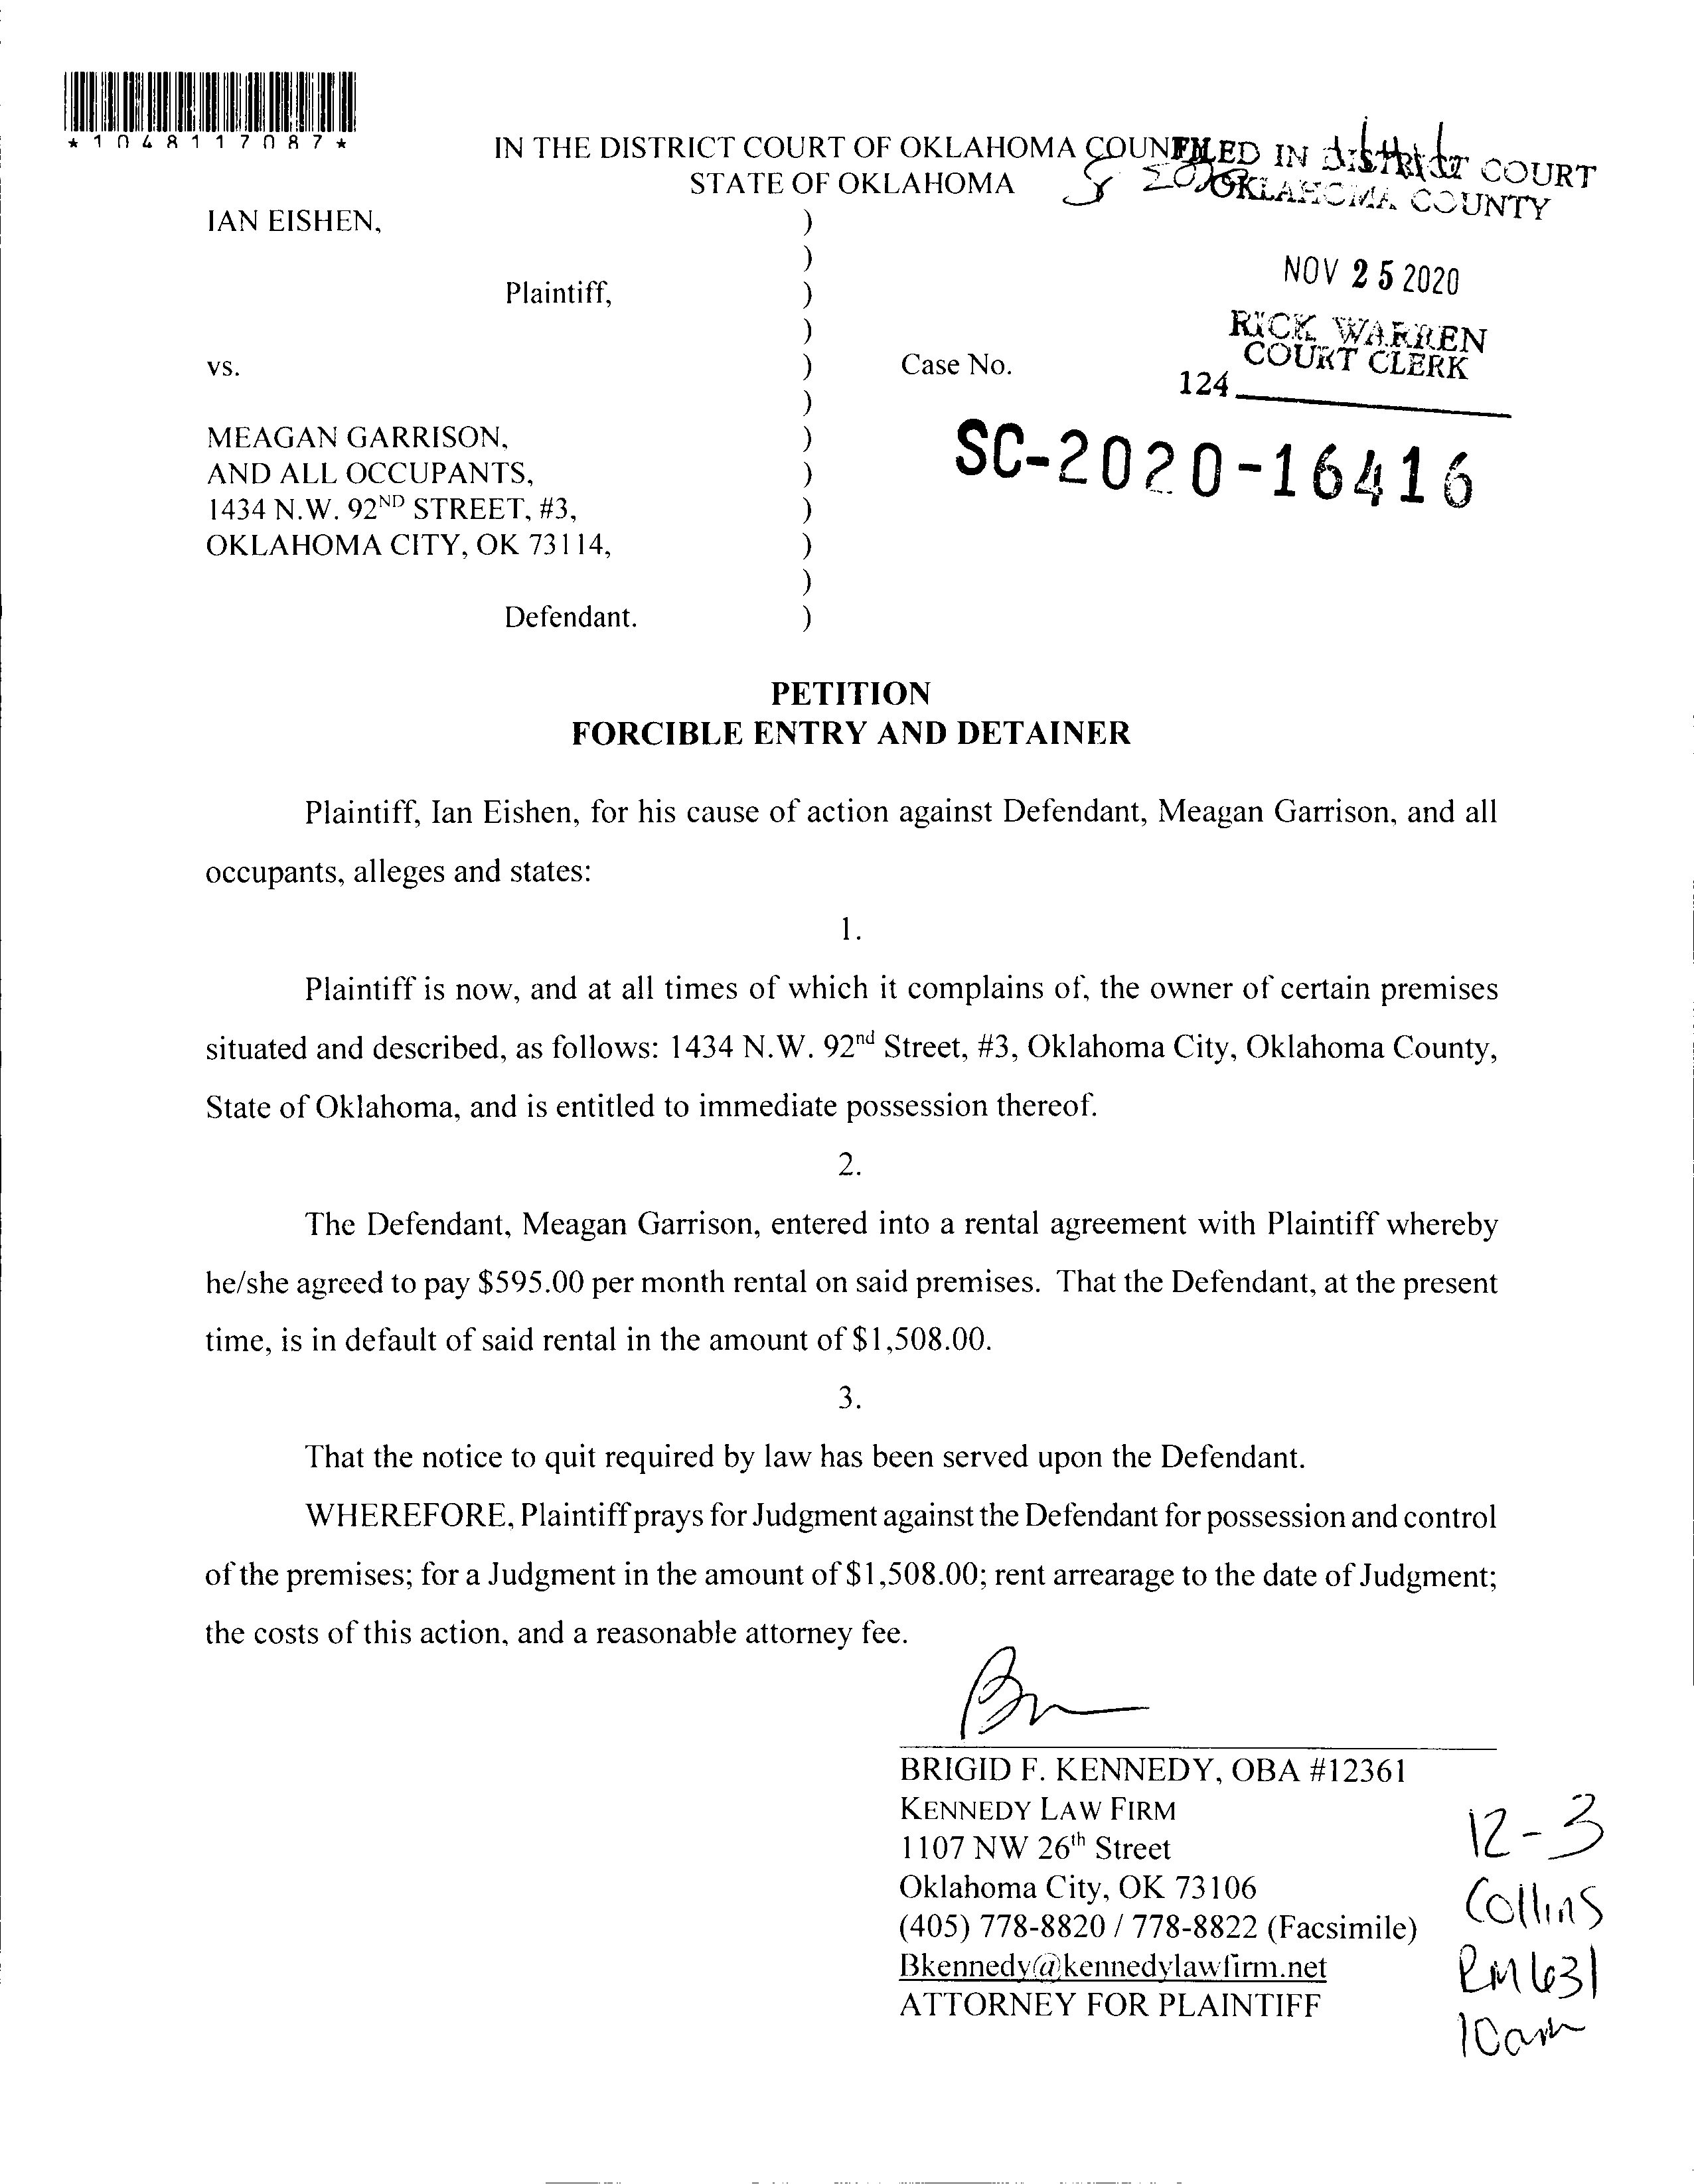 *1048117087*
IN THE DISTRICT COURT OF OKLAHOMA COUNTY
STATE OF OKLAHOMA
FILED IN DISTRICT COURT
OKLAHOMA COUNTY
IAN EISHEN, )
)
Plaintiff, )
NOV 25 2020
)
RICK WARREN
COURT CLERK
vs. ) Case No.
124
)
MEAGAN GARRISON, )
SC-2020-16416
AND ALL OCCUPANTS, )
1434 N.W. 92ND STREET, #3, )
OKLAHOMA CITY, OK 73114, )
)
Defendant. )
PETITION
FORCIBLE ENTRY AND DETAINER
Plaintiff, Ian Eishen, for his cause of action against Defendant, Meagan Garrison, and all
occupants, alleges and states:
1.
Plaintiff is now, and at all times of which it complains of, the owner of certain premises
situated and described, as follows: 1434 N.W. 92nd Street, #3, Oklahoma City, Oklahoma County,
State of Oklahoma, and is entitled to immediate possession thereof.
2.
The Defendant, Meagan Garrison, entered into a rental agreement with Plaintiff whereby
he/she agreed to pay $595.00 per month rental on said premises. That the Defendant, at the present
time, is in default of said rental in the amount of $1,508.00.
3.
That the notice to quit required by law has been served upon the Defendant.
WHEREFORE, Plaintiff prays for Judgment against the Defendant for possession and control
of the premises; for a Judgment in the amount of $1,508.00; rent arrearage to the date of Judgment;
the costs of this action, and a reasonable attorney fee.
BRIGID F. KENNEDY, OBA #12361
KENNEDY LAW FIRM
1107 NW 26th Street
Oklahoma City, OK 73106
(405) 778-8820 / 778-8822 (Facsimile)
Bkennedy@kennedylawfirm.net
ATTORNEY FOR PLAINTIFF
12-3
Collins
RM 631
10am